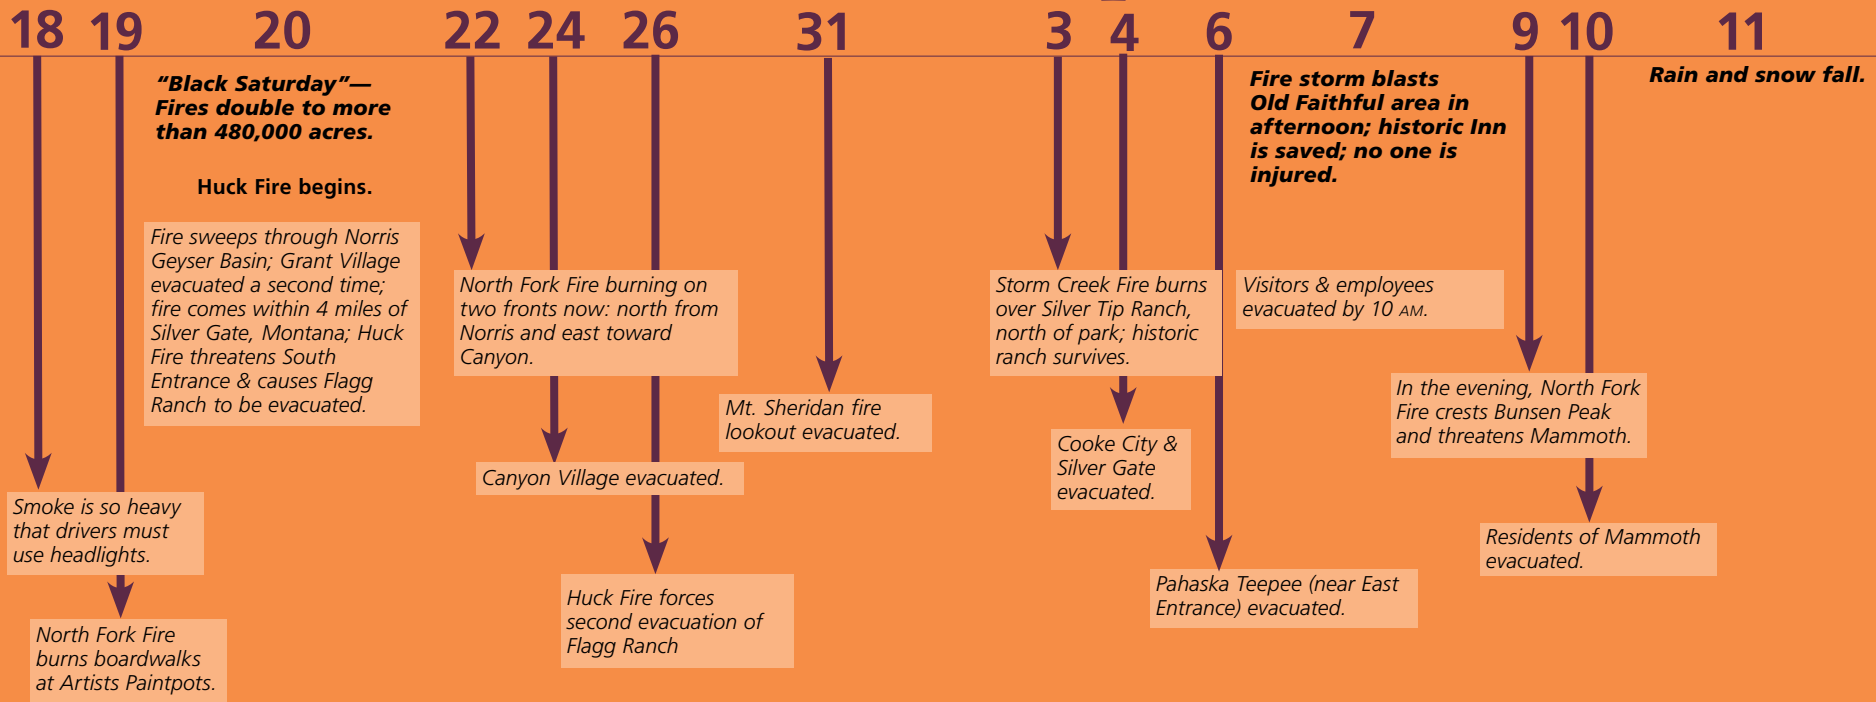 18 19 20 22 24 26 31 3 4 6 7 9 10 11
“Black Saturday”—
Fires double to more
than 480,000 acres.
Huck Fire begins.
Fire sweeps through Norris
Geyser Basin; Grant Village
evacuated a second time;
fire comes within 4 miles of
Silver Gate, Montana; Huck
Fire threatens South
Entrance & causes Flagg
Ranch to be evacuated.
Smoke is so heavy
that drivers must
use headlights.
North Fork Fire
burns boardwalks
at Artists Paintpots.
North Fork Fire burning on
two fronts now: north from
Norris and east toward
Canyon.
Canyon Village evacuated.
Huck Fire forces
second evacuation of
Flagg Ranch
Mt. Sheridan fire
lookout evacuated.
Storm Creek Fire burns
over Silver Tip Ranch,
north of park; historic
ranch survives.
Cooke City &
Silver Gate
evacuated.
Pahaska Teepee (near East
Entrance) evacuated.
Fire storm blasts
Old Faithful area in
afternoon; historic Inn
is saved; no one is
injured.
Visitors & employees
evacuated by 10 AM.
In the evening, North Fork
Fire crests Bunsen Peak
and threatens Mammoth.
Residents of Mammoth
evacuated.
Rain and snow fall.